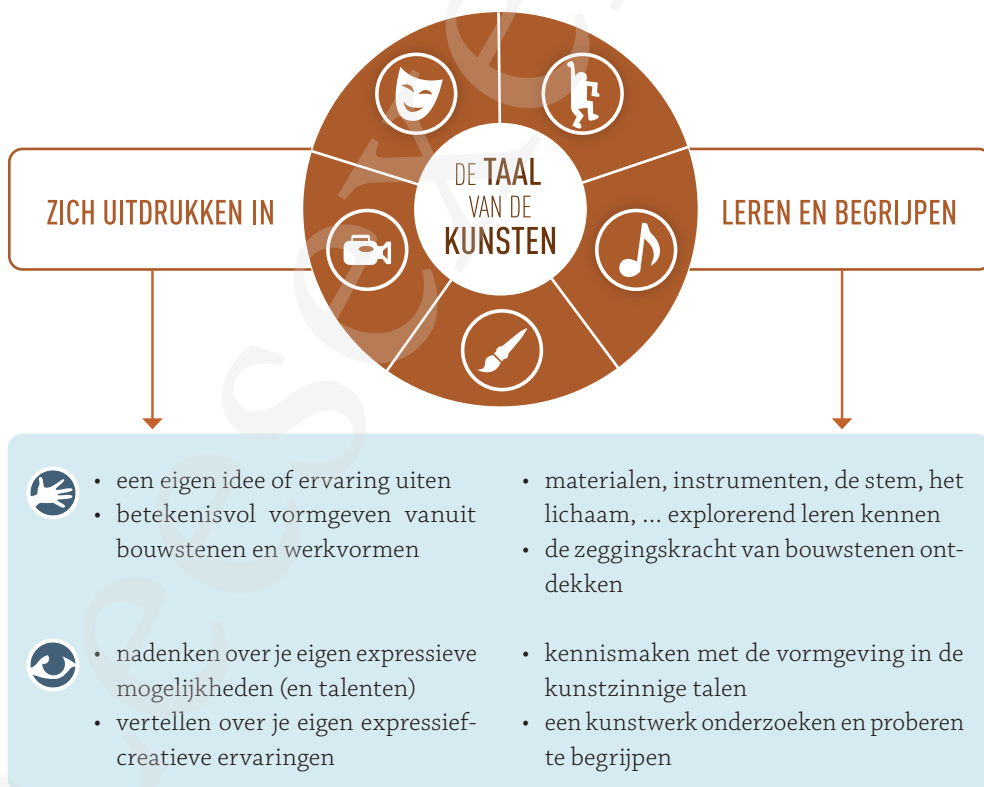 DE TAAL
VAN DE
KUNSTEN
ZICH UITDRUKKEN IN
LEREN EN BEGRIJPEN
• een eigen idee of ervaring uiten
• betekenisvol vormgeven vanuit
bouwstenen en werkvormen
• materialen, instrumenten, de stem, het
lichaam, ... explorerend leren kennen
• de zeggingskracht van bouwstenen ont-
dekken
• nadenken over je eigen expressieve
mogelijkheden (en talenten)
• vertellen over je eigen expressief-
creatieve ervaringen
• kennismaken met de vormgeving in de
kunstzinnige talen
• een kunstwerk onderzoeken en proberen
te begrijpen